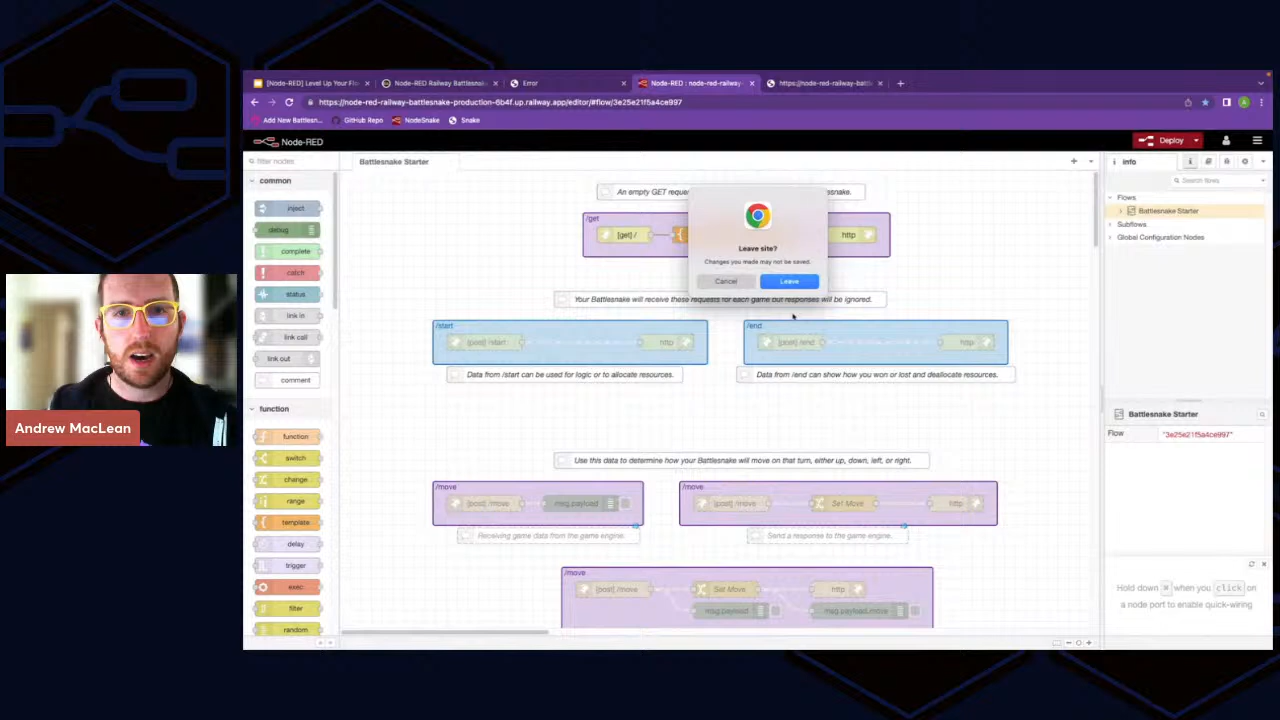 [Node-RED] Level Up Your Fl
Node-RED Railway Battlesnak
Error
Node-RED : node-red-railway-
https://node-red-railway-battl
https://node-red-railway-battlesnake-production-6b4f.up.railway.app/editor/#flow/3e25e21f5a4ce997
Add New Battlesn...
GitHub Repo
NodeSnake
Snake
Node-RED
Deploy
filter nodes
Battlesnake Starter
info
common
Search flows
An empty GET reque
ssnake.
Flows
inject
Battlesnake Starter
/get
debug
Subflows
[get] /
http
Global Configuration Nodes
complete
Leave site?
Changes you made may not be saved.
catch
Cancel
Leave
status
Your Battlesnake will receive these requests for each game but responses will be ignored.
link in
/start
/end
link call
[post] /start
http
[post] /end
http
link out
Data from /start can be used for logic or to allocate resources.
Data from /end can show how you won or lost and deallocate resources.
comment
function
Battlesnake Starter
Andrew MacLean
Flow
"3e25e21f5a4ce997"
function
switch
Use this data to determine how your Battlesnake will move on that turn, either up, down, left, or right.
change
/move
/move
range
[post] /move
msg.payload
[post] /move
Set Move
http
template
Receiving game data from the game engine.
Send a response to the game engine.
delay
trigger
/move
exec
[post] /move
Set Move
http
Hold down ⌘ when you click on a node port to enable quick-wiring
filter
msg.payload
msg.payload.move
random